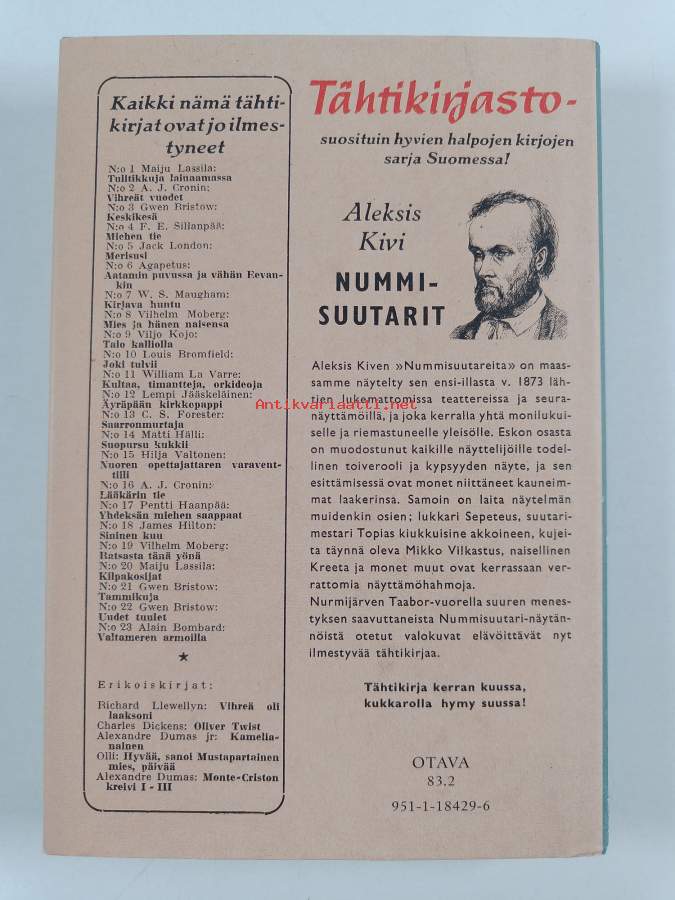 Kaikki nämä tähti-
kirjat ovat jo ilmes-
tyneet
N:o 1 Maiju Lassila:
Tulitikkuja lainaamassa
N:o 2 A. J. Cronin:
Vihreät vuodet
N:o 3 Gwen Bristow:
Keskikesä
N:o 4 F. E. Sillanpää:
Miehen tie
N:o 5 Jack London:
Merisusi
N:o 6 Agapetus:
Aatamin puvussa ja vähän Eevan-
kin
N:o 7 W. S. Maugham:
Kirjava huntu
N:o 8 Vilhelm Moberg:
Mies ja hänen naisensa
N:o 9 Viljo Kojo:
Talo kalliolla
N:o 10 Louis Bromfield:
Joki tulvii
N:o 11 William La Varre:
Kultaa, timantteja, orkideoja
N:o 12 Lempi Jääskeläinen:
Äyräpään kirkkopappi
N:o 13 C. S. Forester:
Saarronmurtaja
N:o 14 Matti Hälli:
Suopursu kukkii
N:o 15 Hilja Valtonen:
Nuoren opettajattaren varavent-
tiili
N:o 16 A. J. Cronin:
Lääkärin tie
N:o 17 Pentti Haanpää:
Yhdeksän miehen saappaat
N:o 18 James Hilton:
Sininen kuu
N:o 19 Vilhelm Moberg:
Ratsasta tänä yönä
N:o 20 Maiju Lassila:
Kilpakosijat
N:o 21 Gwen Bristow:
Tammikuja
N:o 22 Gwen Bristow:
Uudet tuulet
N:o 23 Alain Bombard:
Valtameren armoilla
Erikoiskirjat:
Richard Llewellyn: Vihreä oli
laaksoni
Charles Dickens: Oliver Twist
Alexandre Dumas jr: Kamelia-
nainen
Olli: Hyvää, sanoi Mustapartainen
mies, päivää
Alexandre Dumas: Monte-Criston
kreivi I - III
Tähtikirjasto -
suosituin hyvien halpojen kirjojen
sarja Suomessa!
Aleksis
Kivi
NUMMI-
SUUTARIT
Aleksis Kiven »Nummisuutareita» on maas-
samme näytelty sen ensi-illasta v. 1873 läh-
tien lukemattomissa teattereissa ja seura-
näyttämöillä, ja joka kerralla yhtä monilukui-
selle ja riemastuneelle yleisölle. Eskon osasta
on muodostunut kaikille näyttelijöille todel-
linen toiverooli ja kypsyyden näyte, ja sen
esittämisessä ovat monet niittäneet kauneim-
mat laakerinsa. Samoin on laita näytelmän
muidenkin osien; lukkari Sepeteus, suutari-
mestari Topias kiukkuisine akkoineen, kujei-
ta täynnä oleva Mikko Vilkastus, naisellinen
Kreeta ja monet muut ovat kerrassaan ver-
rattomia näyttämöhahmoja.
Nurmijärven Taabor-vuorella suuren menes-
tyksen saavuttaneista Nummisuutari-näytän-
nöistä otetut valokuvat elävöittävät nyt
ilmestyvää tähtikirjaa.
Tähtikirja kerran kuussa,
kukkarolla hymy suussa!
OTAVA
83.2
951-1-18429-6
Antikvariaatti.net